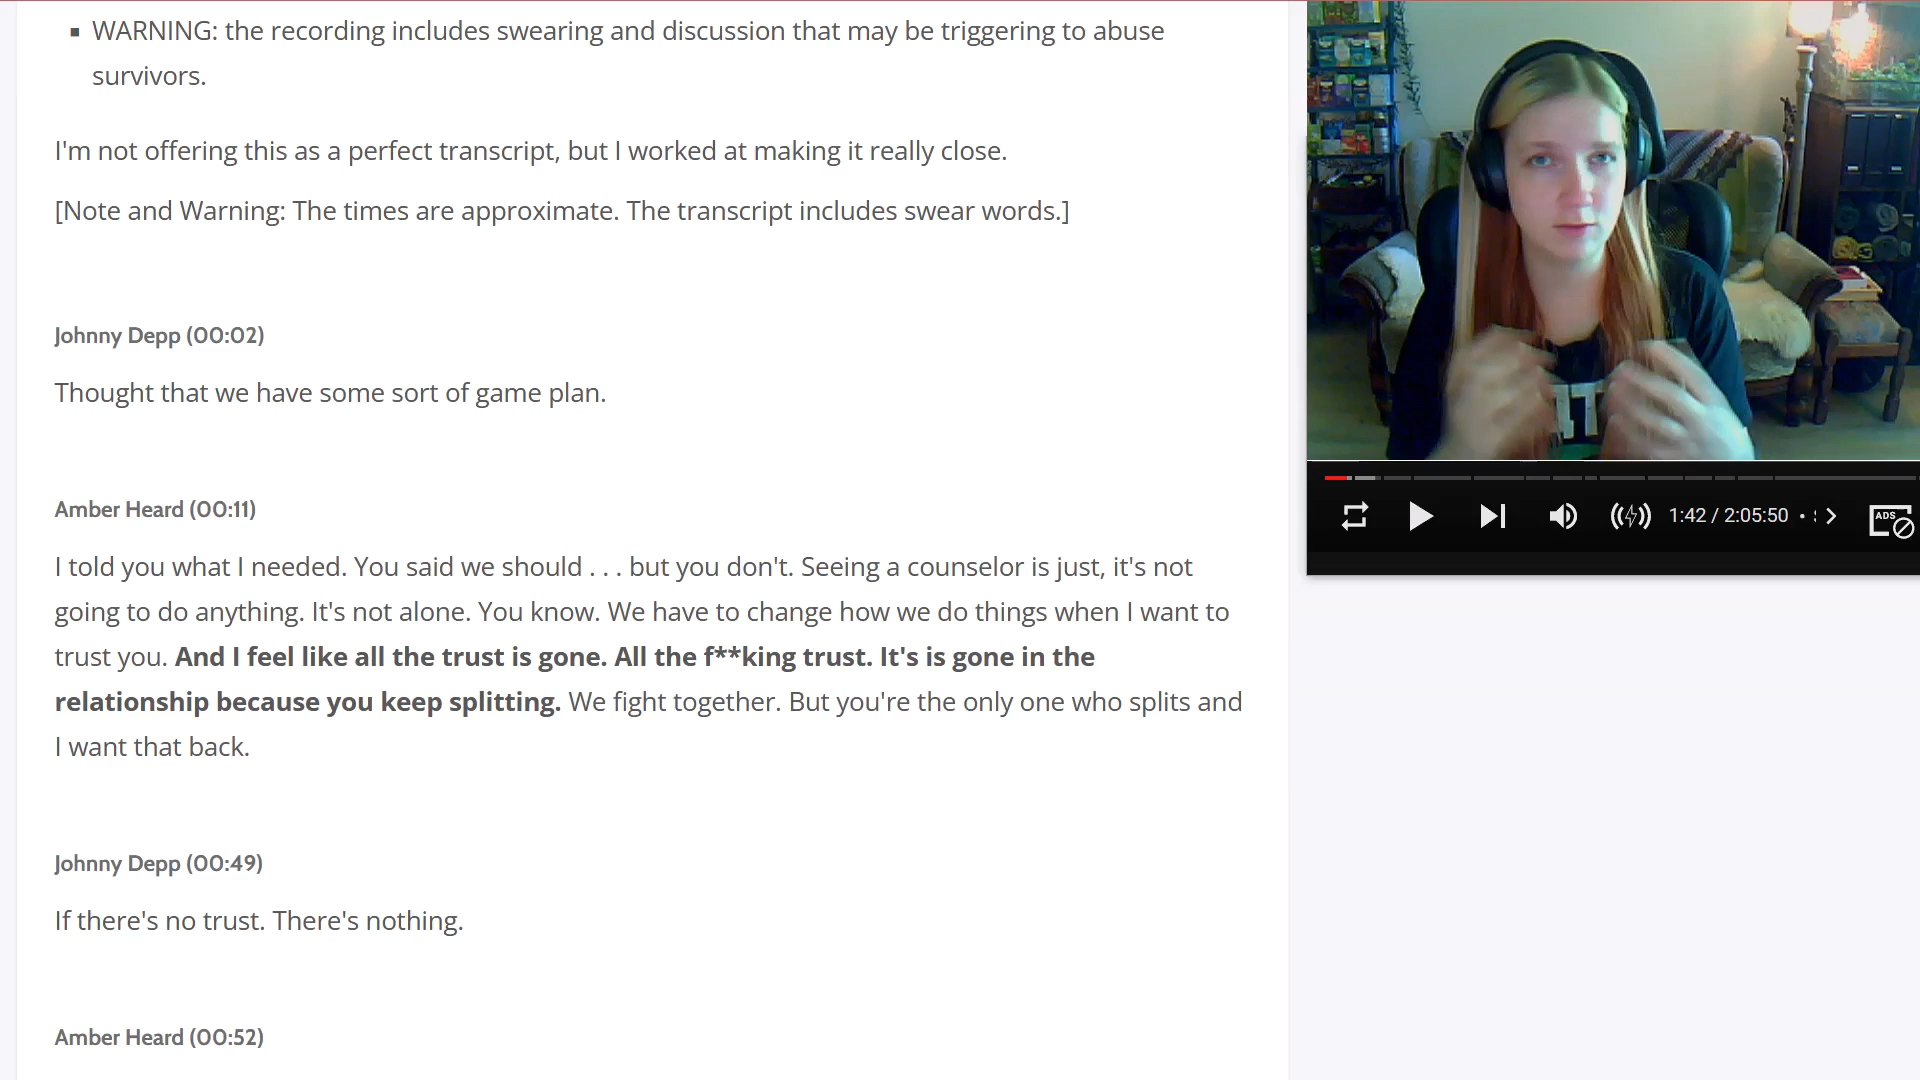 WARNING: the recording includes swearing and discussion that may be triggering to abuse
survivors.
I'm not offering this as a perfect transcript, but I worked at making it really close.
[Note and Warning: The times are approximate. The transcript includes swear words.]
Johnny Depp (00:02)
Thought that we have some sort of game plan.
Amber Heard (00:11)
I told you what I needed. You said we should . . . but you don't. Seeing a counselor is just, it's not
going to do anything. It's not alone. You know. We have to change how we do things when I want to
trust you. And I feel like all the trust is gone. All the f**king trust. It's is gone in the
relationship because you keep splitting. We fight together. But you're the only one who splits and
I want that back.
Johnny Depp (00:49)
If there's no trust. There's nothing.
Amber Heard (00:52)
1:42 / 2:05:50 •
ADS